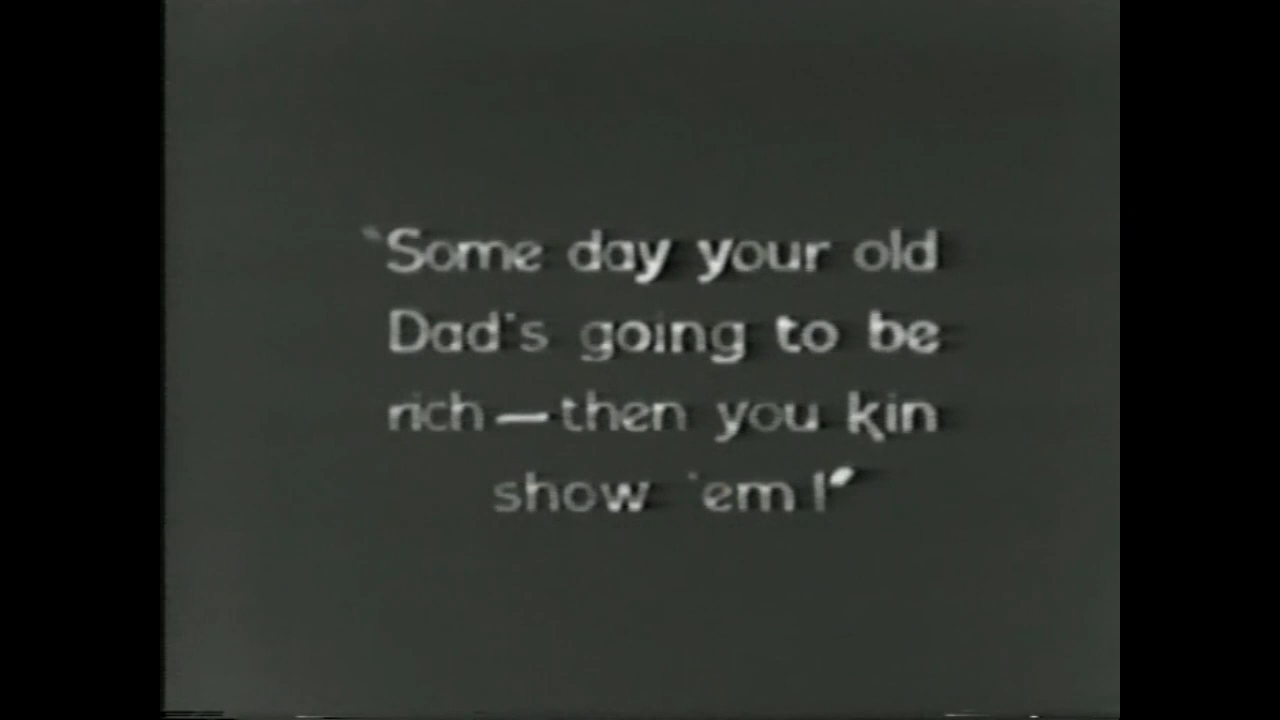 "Some day your old
Dad's going to be
rich—then you kin
show 'em!"